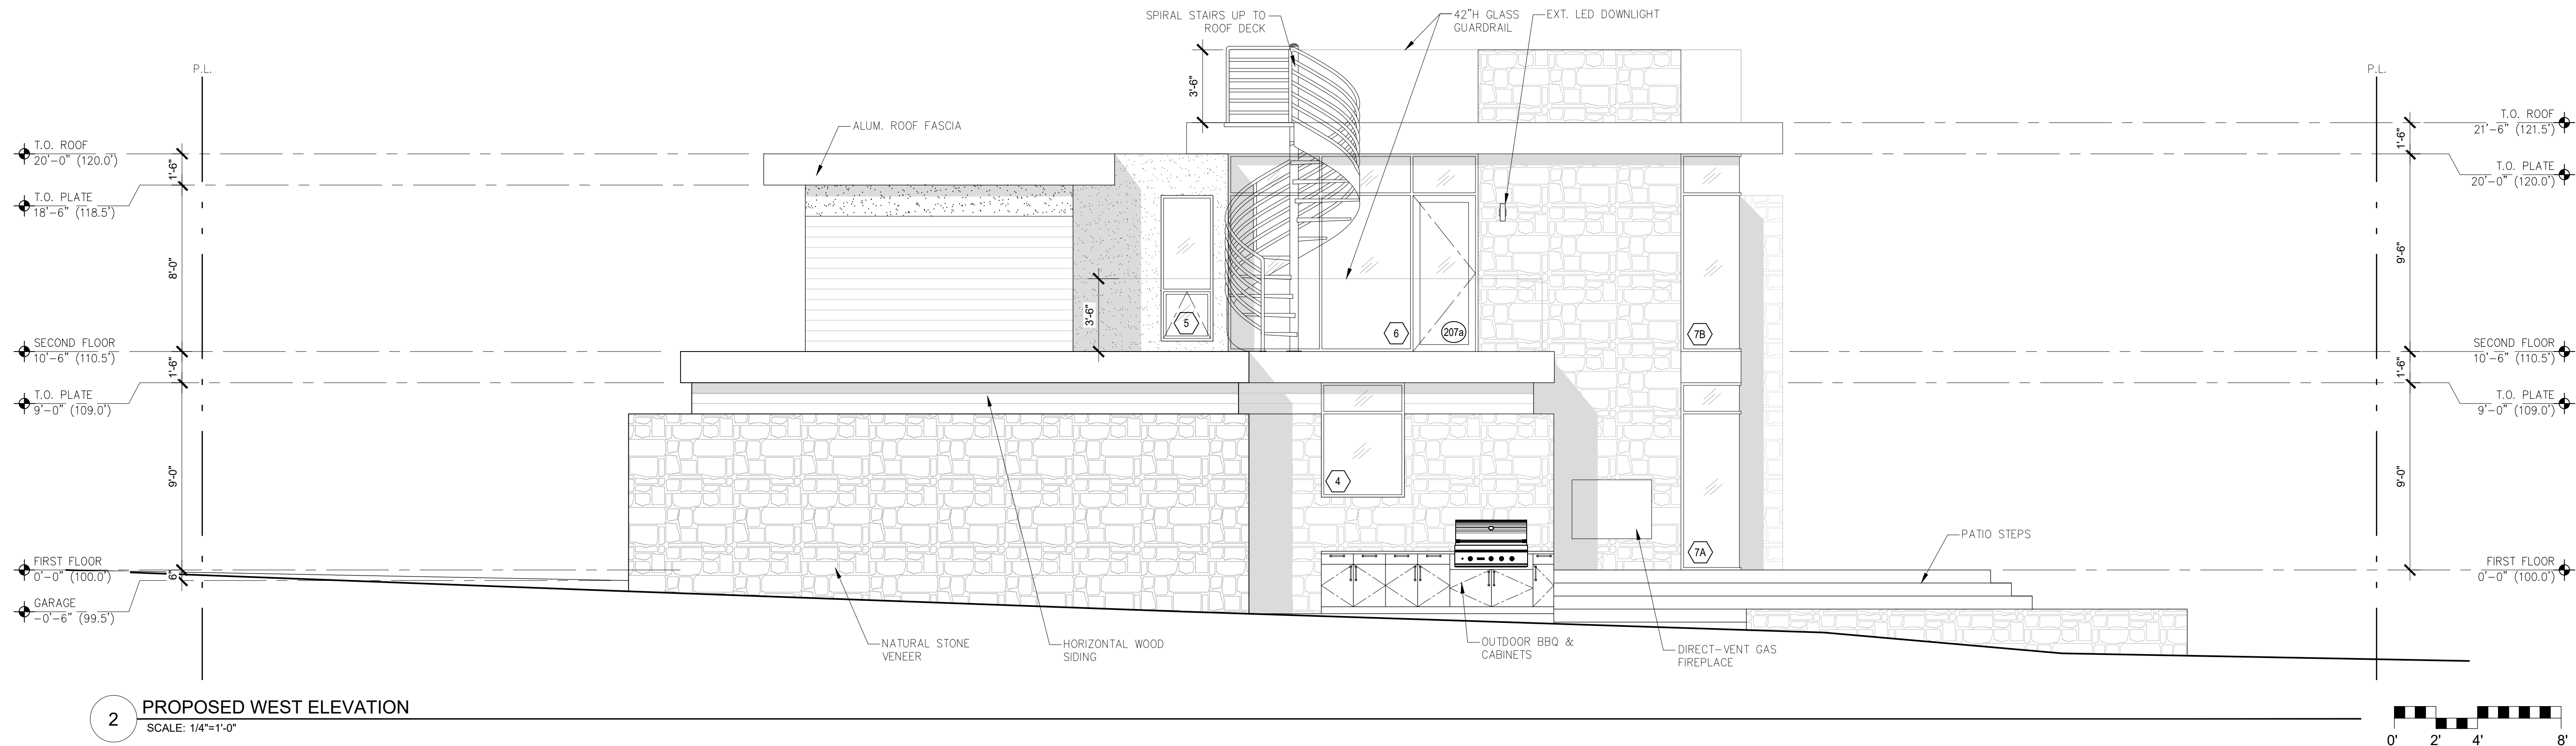 SPIRAL STAIRS UP TO
ROOF DECK
42"H GLASS
GUARDRAIL
EXT. LED DOWNLIGHT
P.L.
P.L.
3'-6"
ALUM. ROOF FASCIA
T.O. ROOF
20'-0" (120.0')
1'-6"
T.O. PLATE
18'-6" (118.5')
8'-0"
SECOND FLOOR
10'-6" (110.5')
1'-6"
T.O. PLATE
9'-0" (109.0')
9'-0"
FIRST FLOOR
0'-0" (100.0')
6"
GARAGE
-0'-6" (99.5')
3'-6"
5
6
207a
7B
4
7A
T.O. ROOF
21'-6" (121.5')
1'-6"
T.O. PLATE
20'-0" (120.0')
9'-6"
SECOND FLOOR
10'-6" (110.5')
1'-6"
T.O. PLATE
9'-0" (109.0')
9'-0"
FIRST FLOOR
0'-0" (100.0')
PATIO STEPS
NATURAL STONE
VENEER
HORIZONTAL WOOD
SIDING
OUTDOOR BBQ &
CABINETS
DIRECT-VENT GAS
FIREPLACE
2
PROPOSED WEST ELEVATION
SCALE: 1/4"=1'-0"
0' 2' 4' 8'